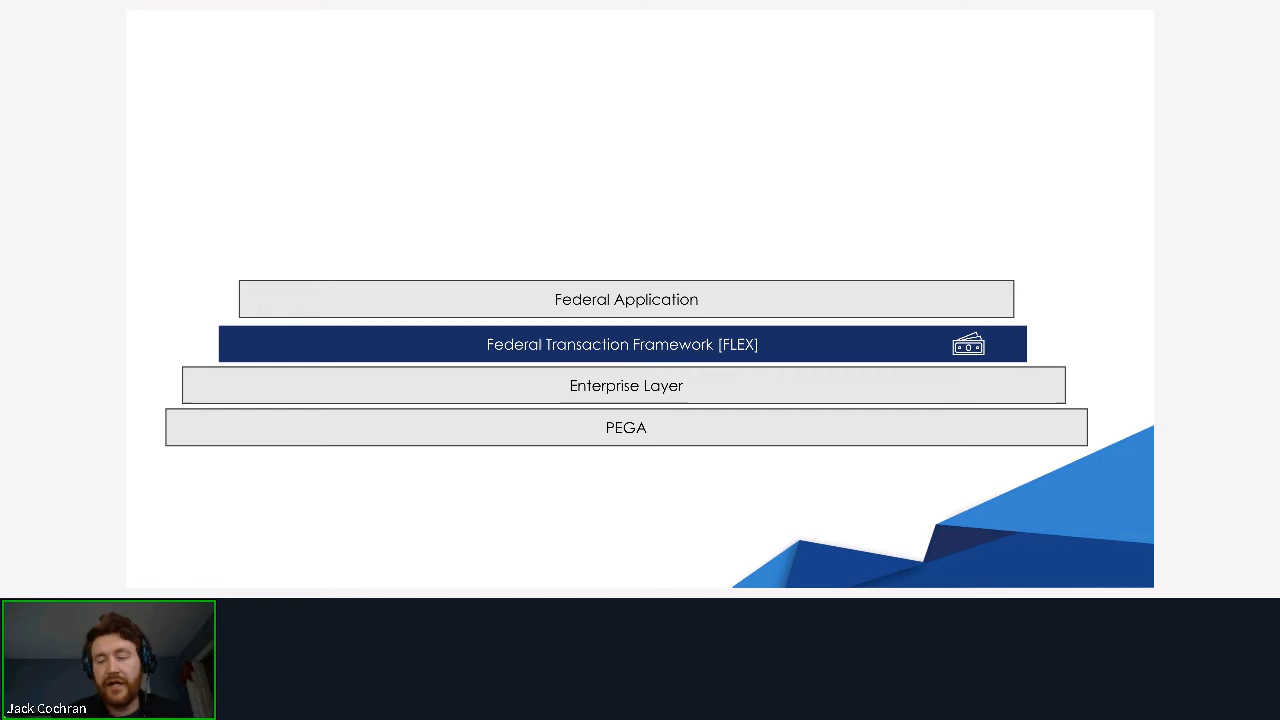 Federal Application
Federal Transaction Framework [FLEX]
Enterprise Layer
PEGA
Jack Cochran